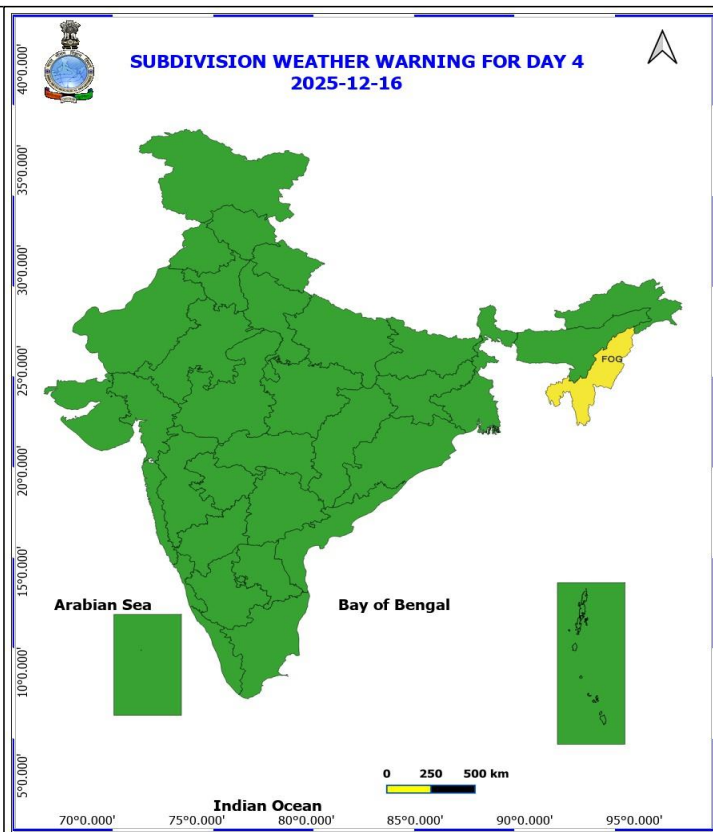 SUBDIVISION WEATHER WARNING FOR DAY 4
2025-12-16
40°0.000'
35°0.000'
30°0.000'
25°0.000'
20°0.000'
15°0.000'
10°0.000'
5°0.000'
FOG
Arabian Sea
Bay of Bengal
0 250 500 km
Indian Ocean
70°0.000' 75°0.000' 80°0.000' 85°0.000' 90°0.000' 95°0.000'